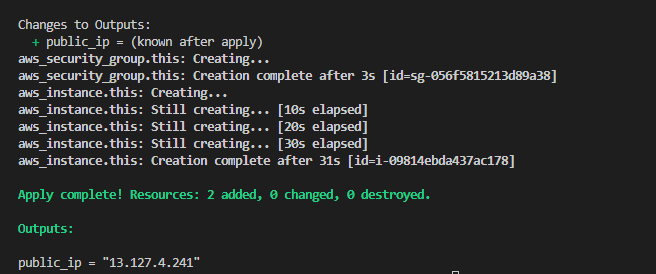 Changes to Outputs:
+ public_ip = (known after apply)
aws_security_group.this: Creating...
aws_security_group.this: Creation complete after 3s [id=sg-056f5815213d89a38]
aws_instance.this: Creating...
aws_instance.this: Still creating... [10s elapsed]
aws_instance.this: Still creating... [20s elapsed]
aws_instance.this: Still creating... [30s elapsed]
aws_instance.this: Creation complete after 31s [id=i-09814ebda437ac178]
Apply complete! Resources: 2 added, 0 changed, 0 destroyed.
Outputs:
public_ip = "13.127.4.241"